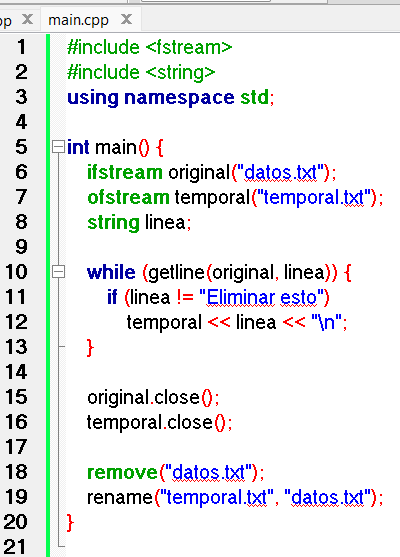 pp X main.cpp X
1 #include <fstream>
2 #include <string>
3 using namespace std;
4
5 int main() {
6 ifstream original("datos.txt");
7 ofstream temporal("temporal.txt");
8 string linea;
9
10 while (getline(original, linea)) {
11 if (linea != "Eliminar esto")
12 temporal << linea << "\n";
13 }
14
15 original.close();
16 temporal.close();
17
18 remove("datos.txt");
19 rename("temporal.txt", "datos.txt");
20 }
21